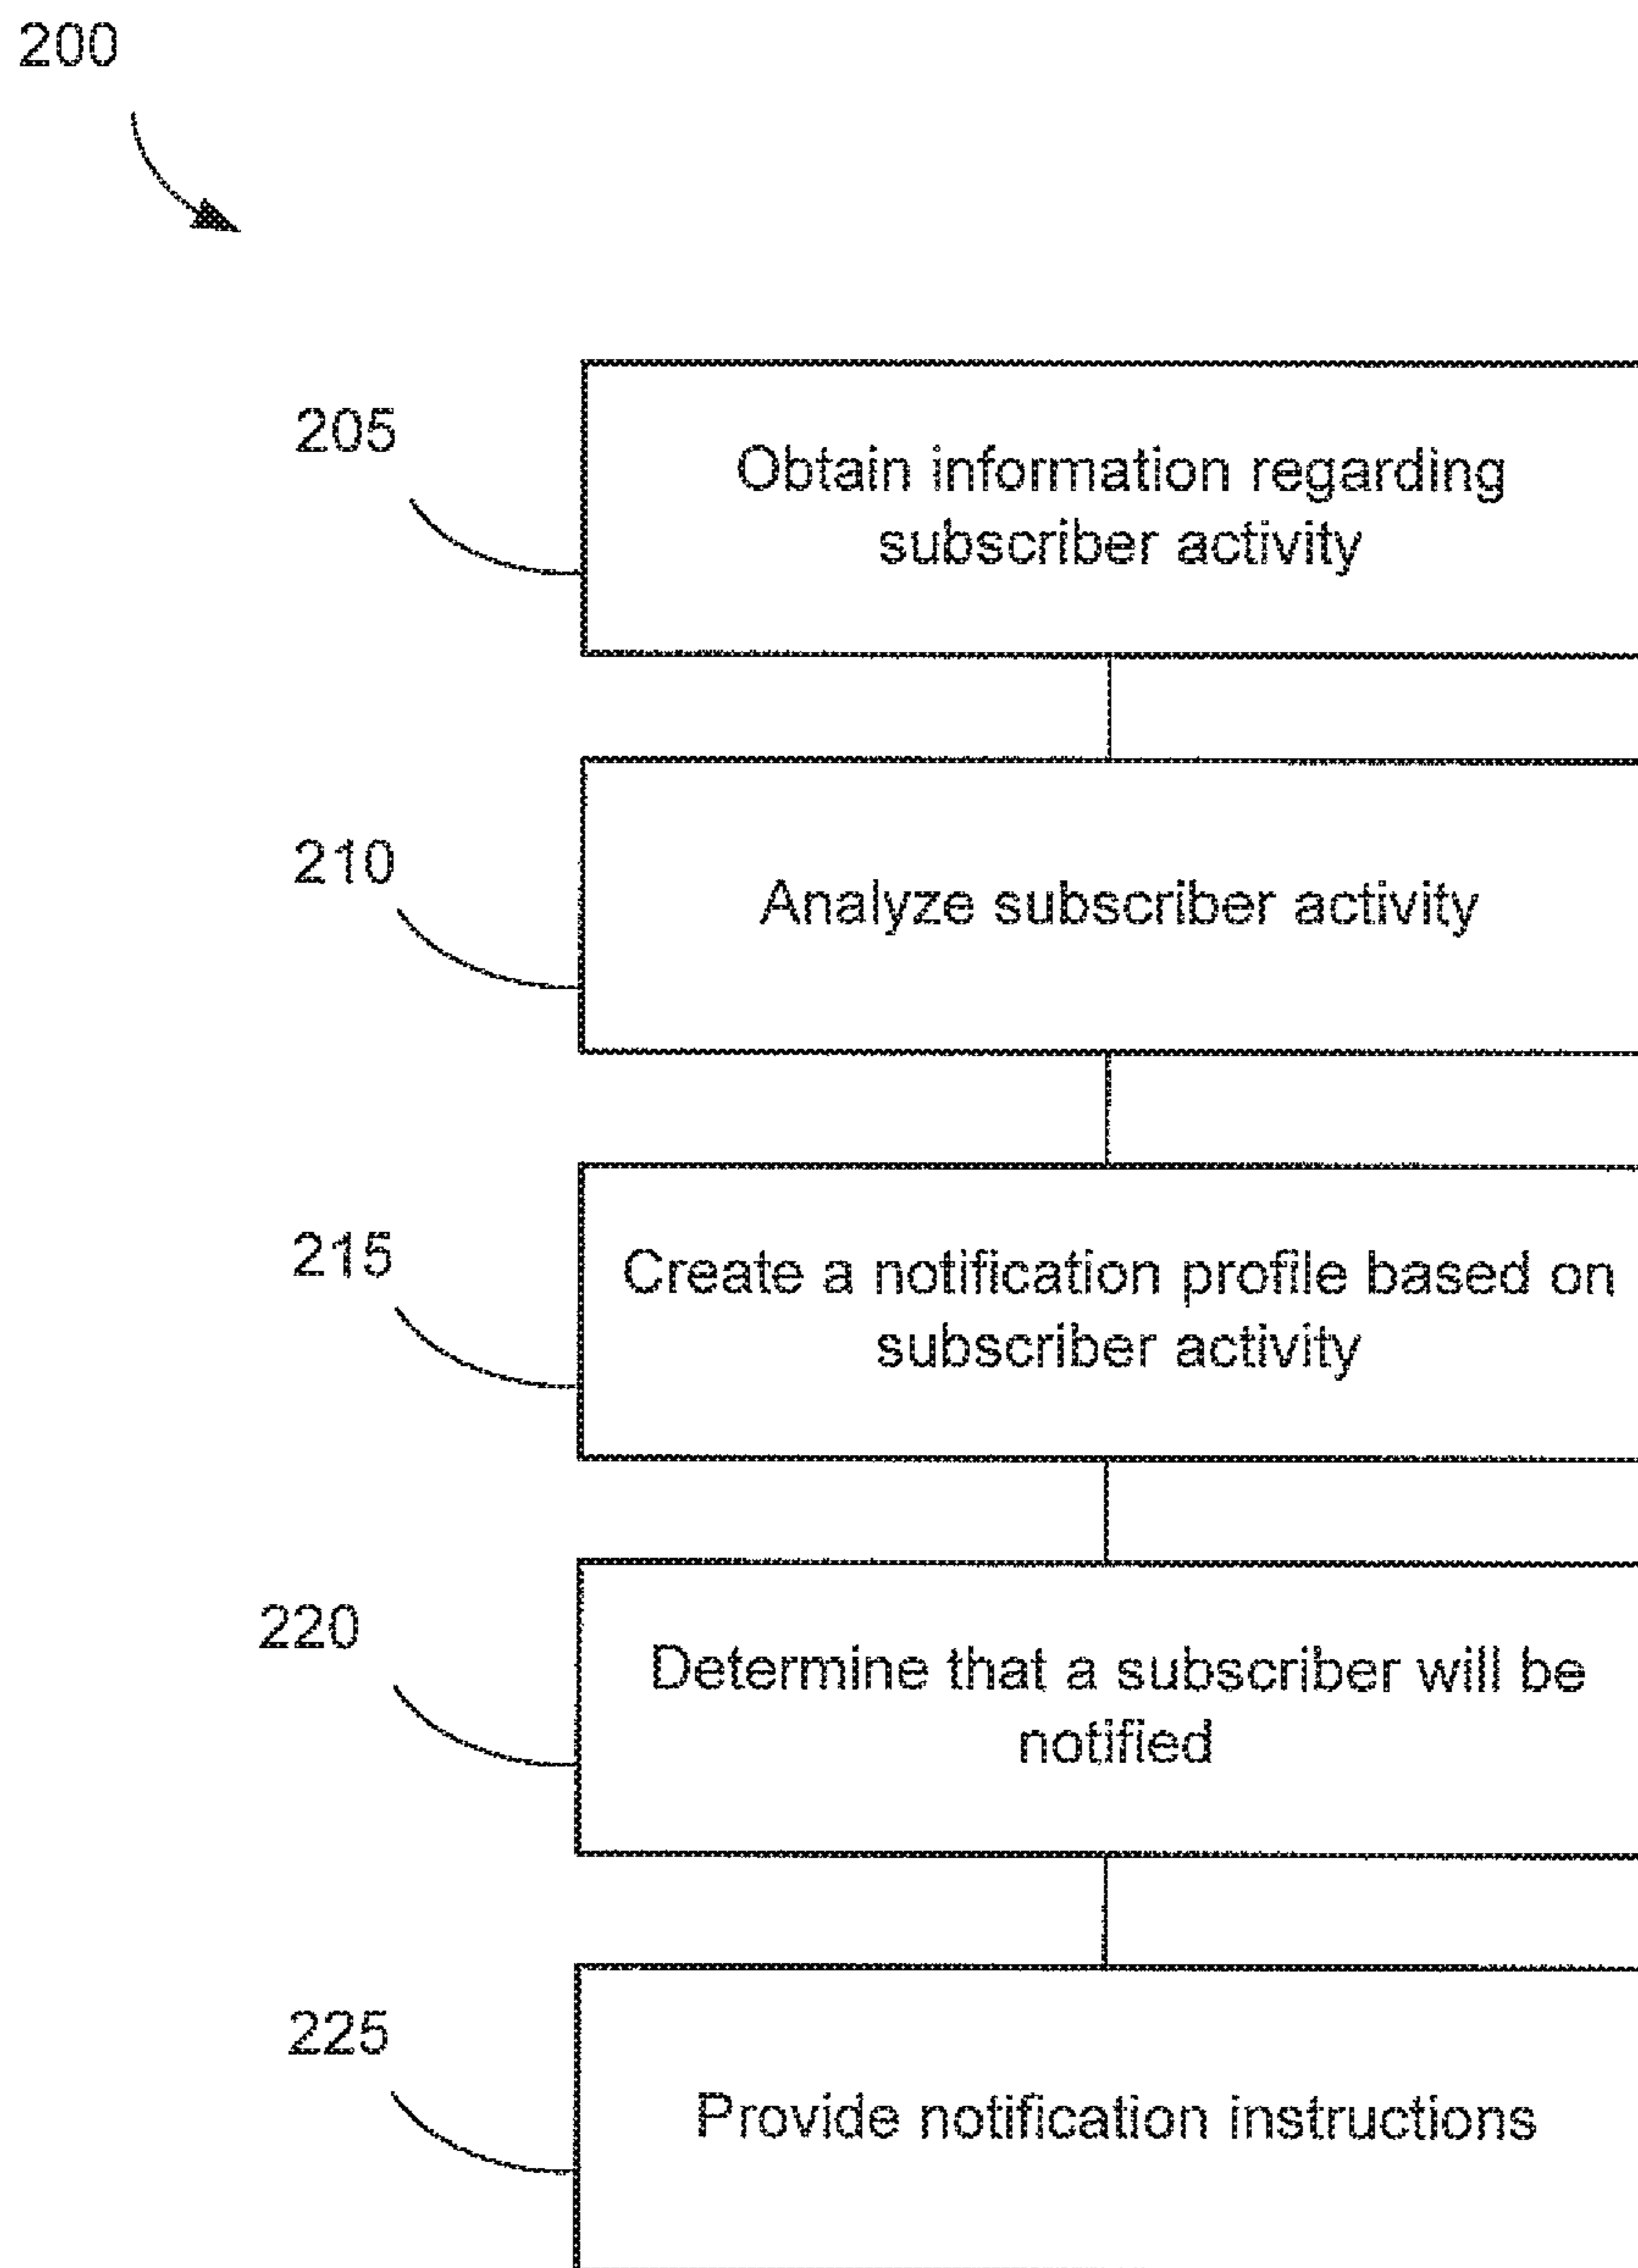 200
205
Obtain information regarding
subscriber activity
210
Analyze subscriber activity
215
Create a notification profile based on
subscriber activity
220
Determine that a subscriber will be
notified
225
Provide notification instructions